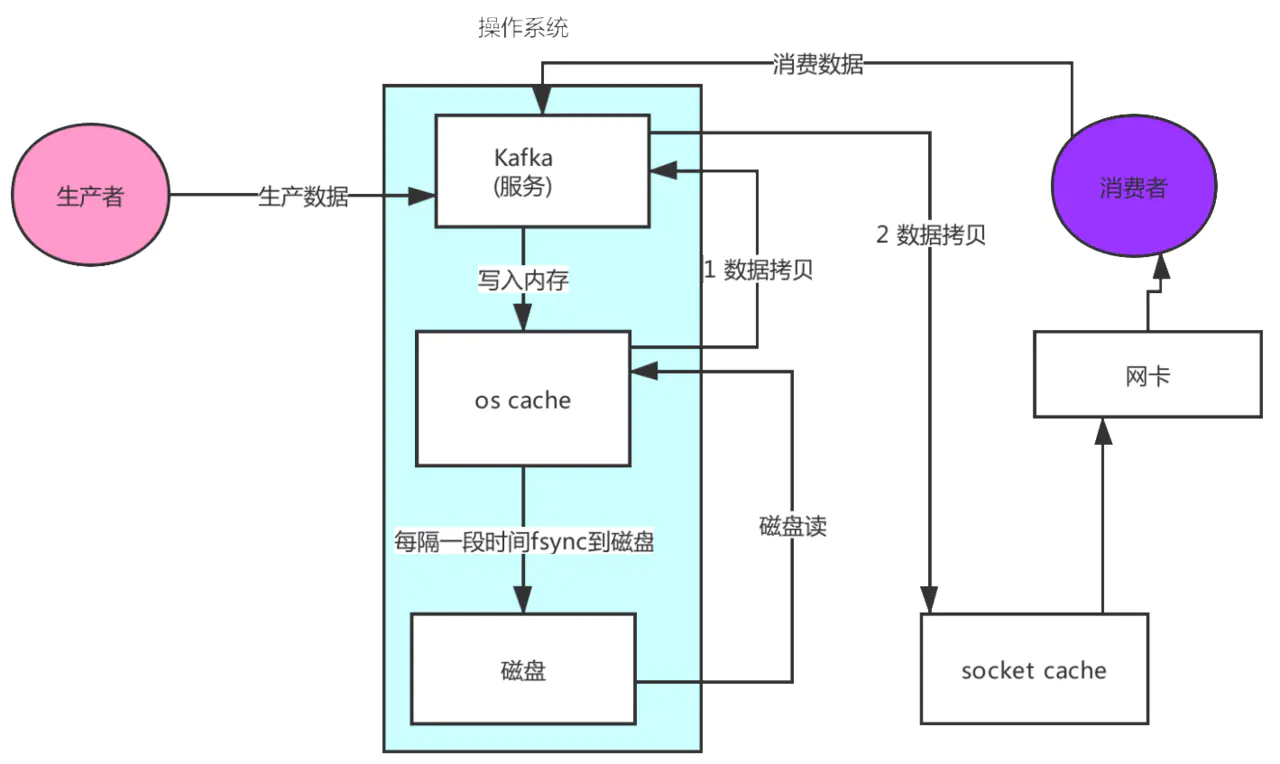 操作系统
消费数据
Kafka
(服务)
生产者
生产数据
消费者
2 数据拷贝
1 数据拷贝
写入内存
网卡
os cache
磁盘读
每隔一段时间fsync到磁盘
磁盘
socket cache